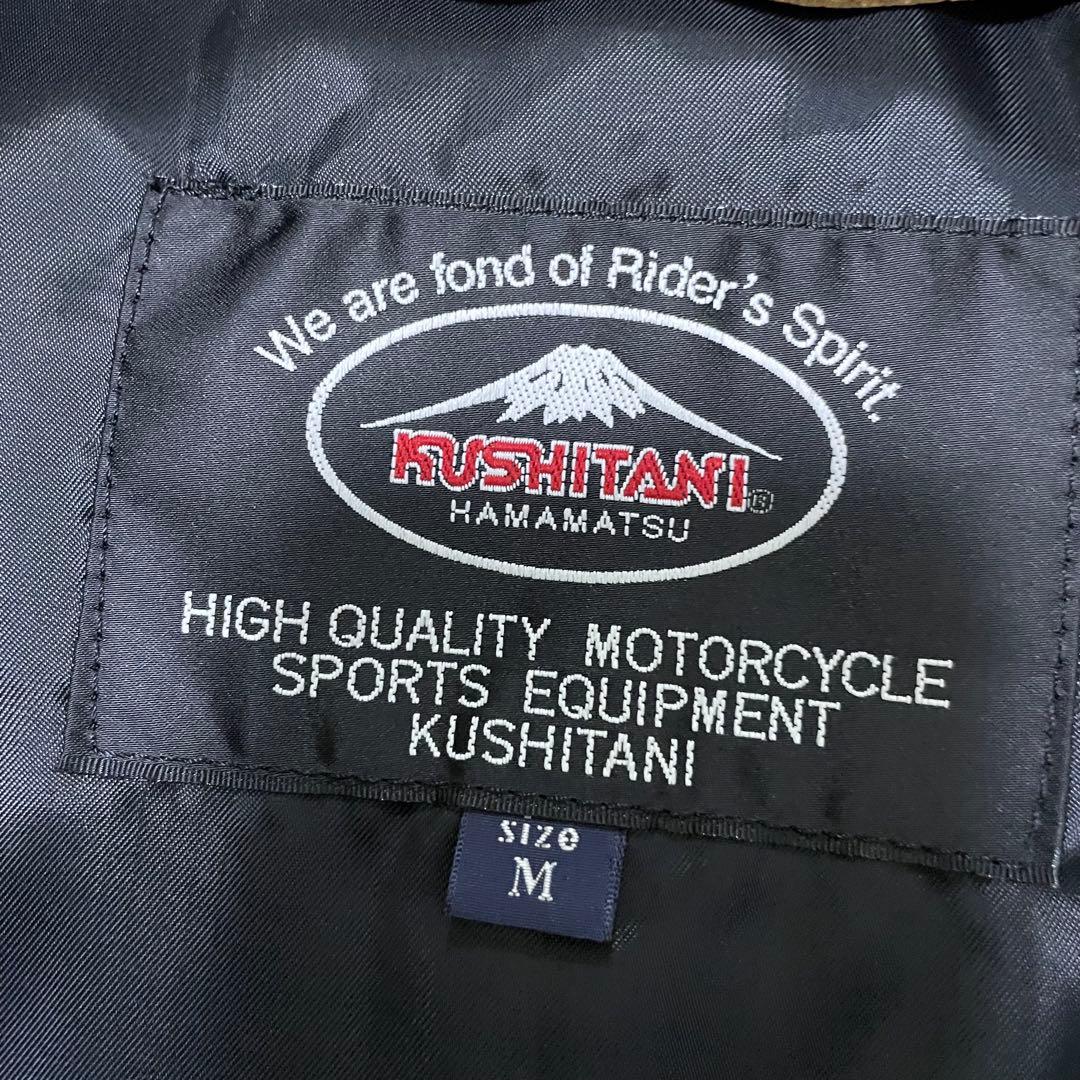 We are fond of Rider's Spirit.
KUSHITANI®
HAMAMATSU
HIGH QUALITY MOTORCYCLE
SPORTS EQUIPMENT
KUSHITANI
size
M